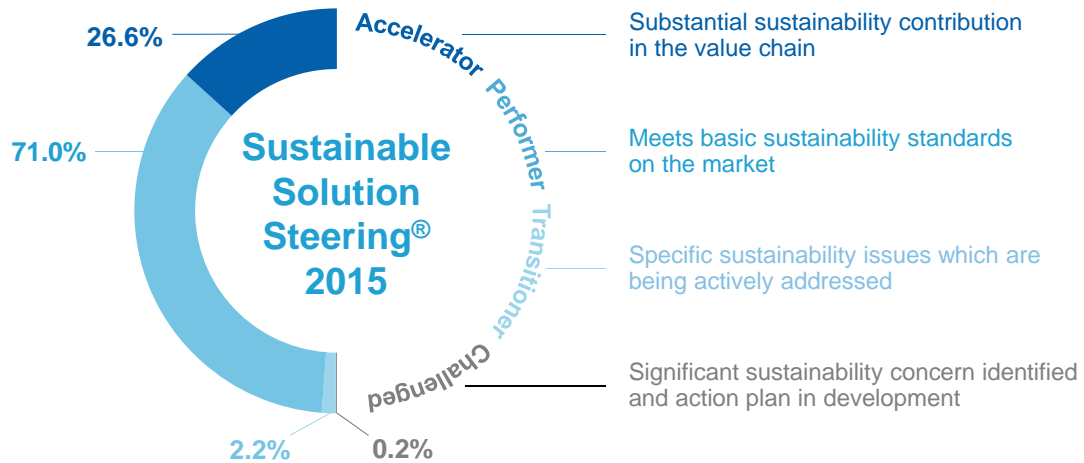 26.6%
71.0%
2.2%
0.2%
Sustainable
Solution
Steering®
2015
Accelerator
Performer
Transitioner
Challenged
Substantial sustainability contribution
in the value chain
Meets basic sustainability standards
on the market
Specific sustainability issues which are
being actively addressed
Significant sustainability concern identified
and action plan in development